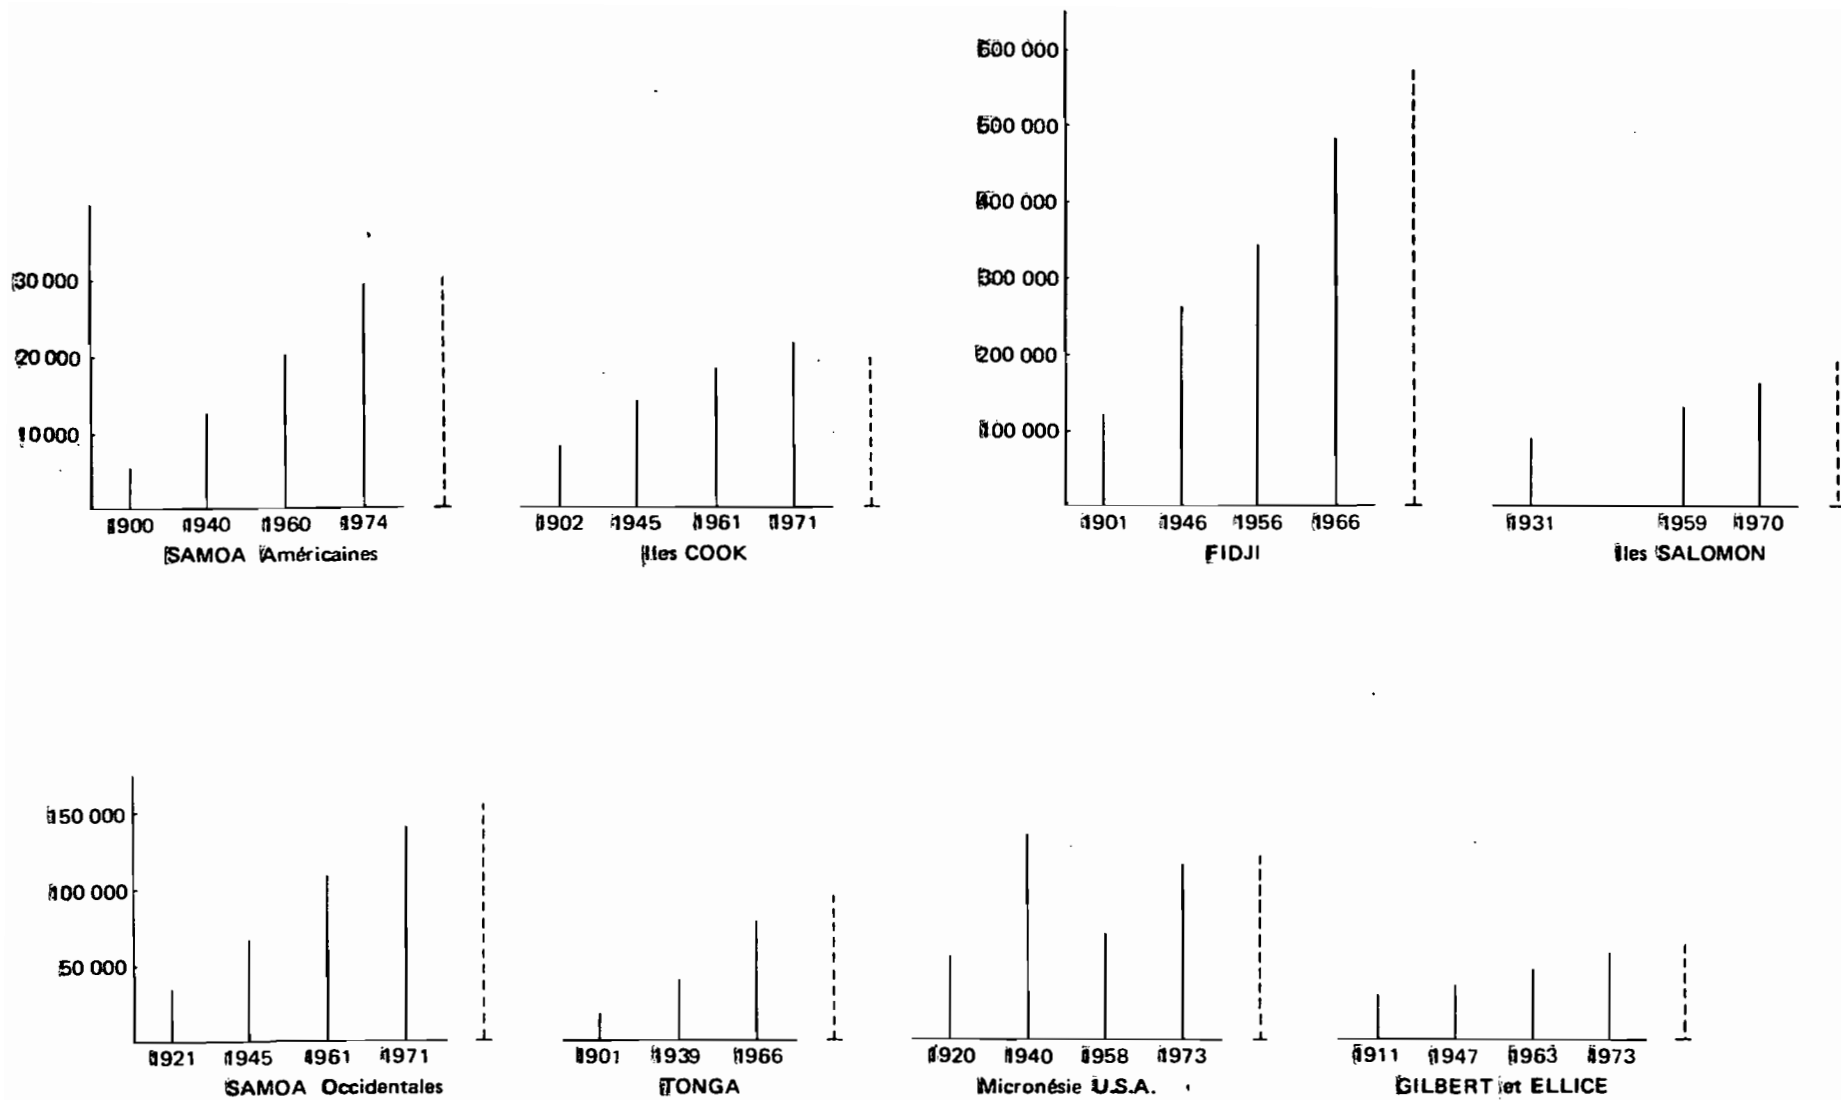 600 000
500 000
400 000
300 000
200 000
100 000
30 000
20 000
10 000
1900 1940 1960 1974
SAMOA Américaines
1902 1945 1961 1971
Iles COOK
1901 1946 1956 1966
FIDJI
1931 1959 1970
Iles SALOMON
150 000
100 000
50 000
1921 1945 1961 1971
SAMOA Occidentales
1901 1939 1966
TONGA
1920 1940 1958 1973
Micronésie U.S.A.
1911 1947 1963 1973
GILBERT et ELLICE